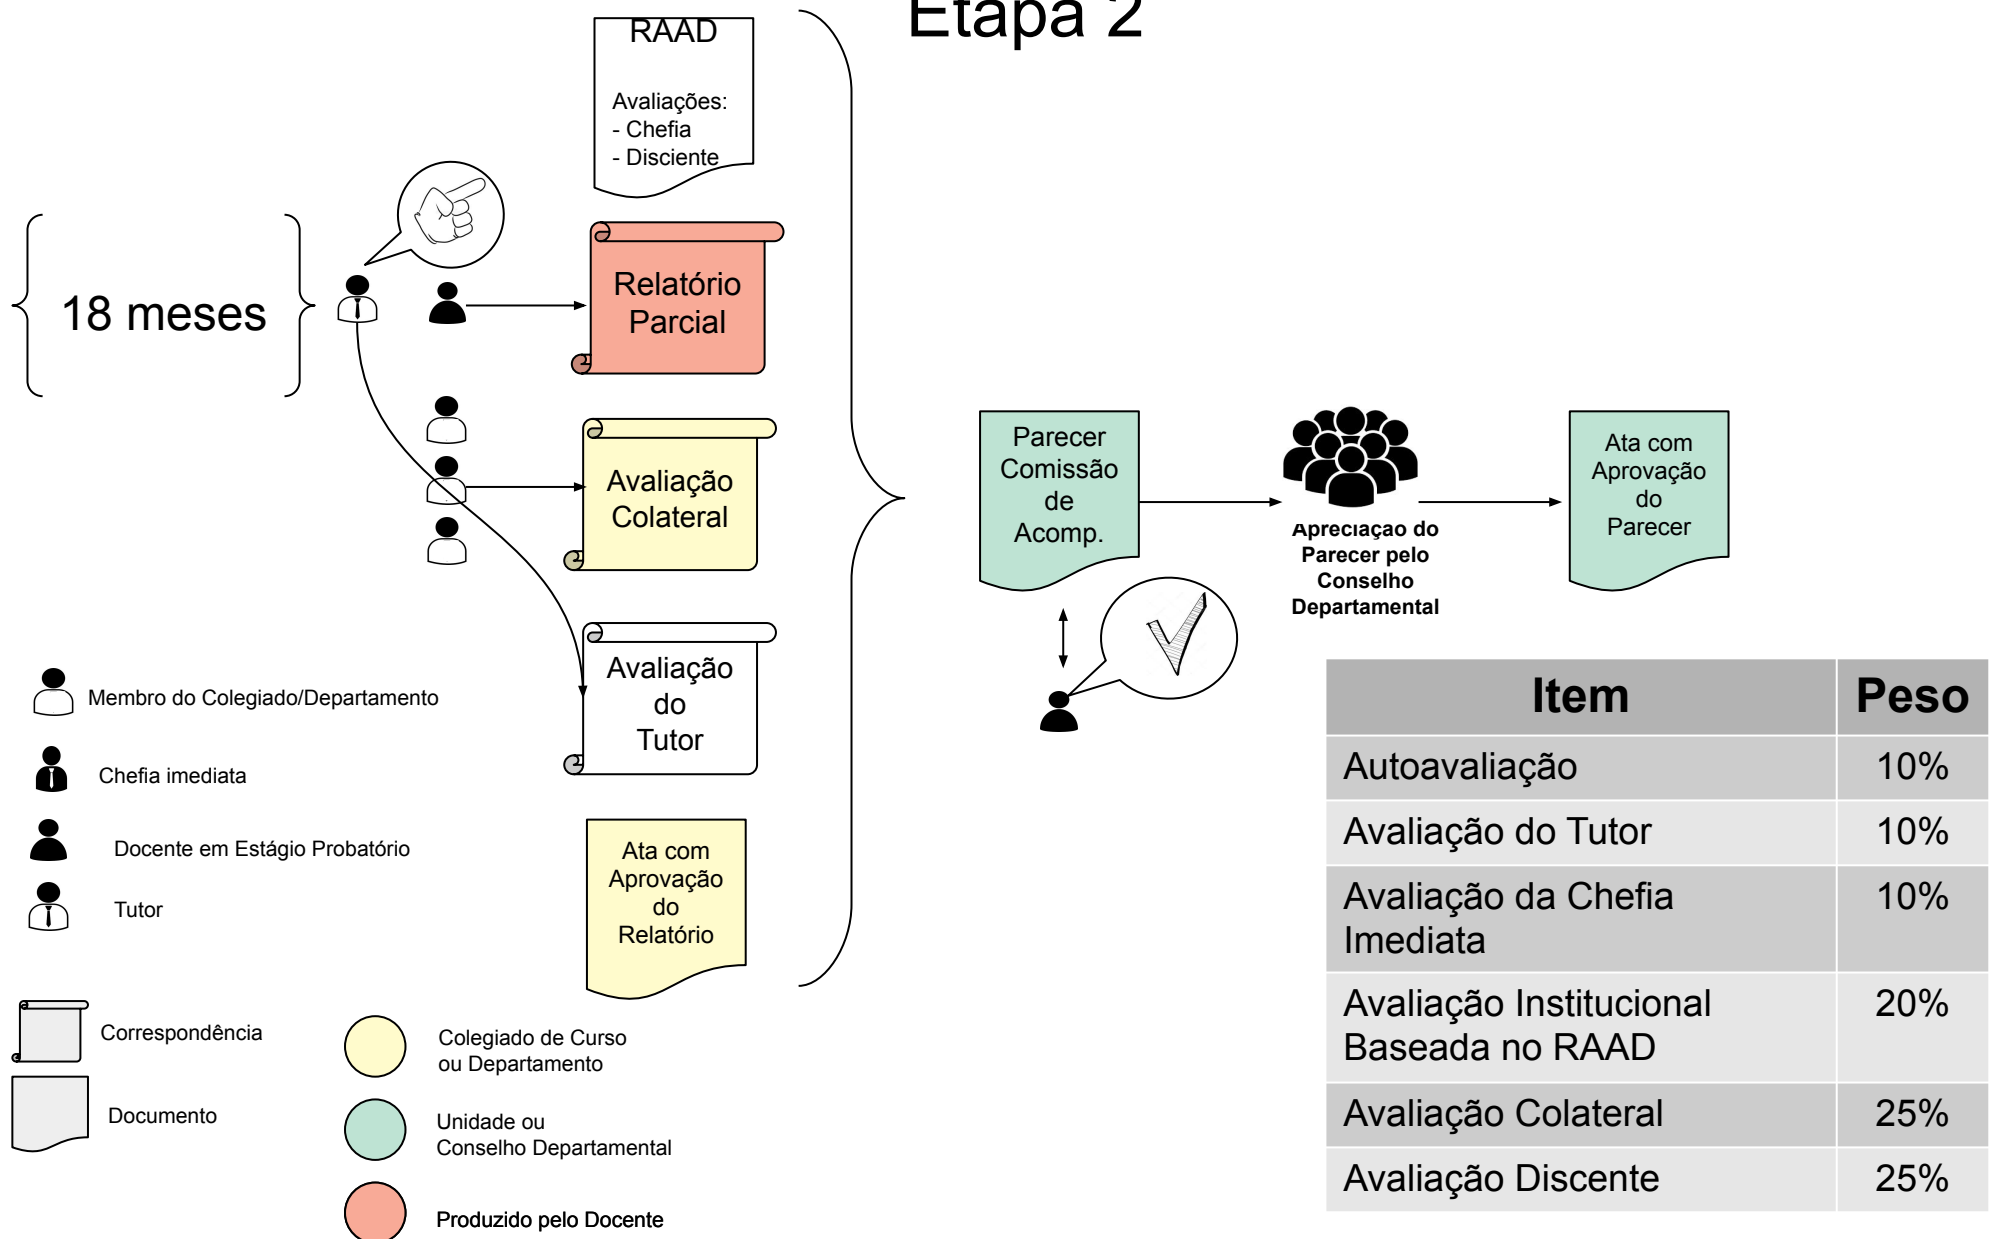 Etapa 2
RAAD
Avaliações:
- Chefia
- Disciente
18 meses
Relatório
Parcial
Avaliação
Colateral
Avaliação
do
Tutor
Ata com
Aprovação
do
Relatório
Parecer
Comissão
de
Acomp.
Apreciação do
Parecer pelo
Conselho
Departamental
Ata com
Aprovação
do
Parecer
Membro do Colegiado/Departamento
Chefia imediata
Docente em Estágio Probatório
Tutor
Correspondência
Documento
Colegiado de Curso
ou Departamento
Unidade ou
Conselho Departamental
Produzido pelo Docente
Item Peso
Autoavaliação 10%
Avaliação do Tutor 10%
Avaliação da Chefia 10%
Imediata
Avaliação Institucional 20%
Baseada no RAAD
Avaliação Colateral 25%
Avaliação Discente 25%